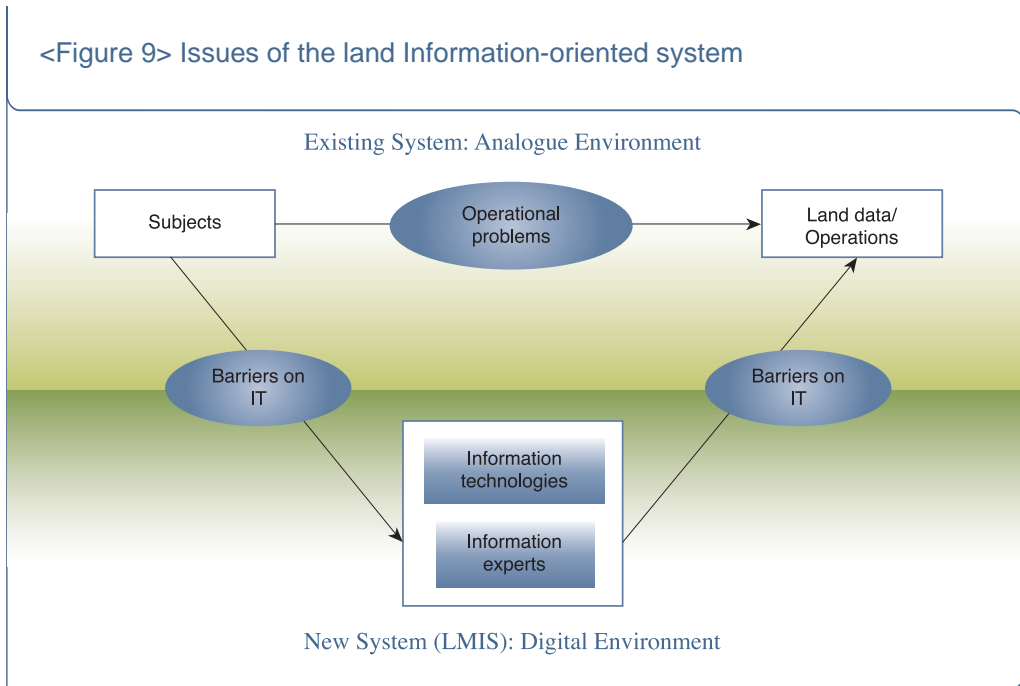 <Figure 9> Issues of the land Information-oriented system
Existing System: Analogue Environment
Subjects
Operational
problems
Land data/
Operations
Barriers on
IT
Barriers on
IT
Information
technologies
Information
experts
New System (LMIS): Digital Environment